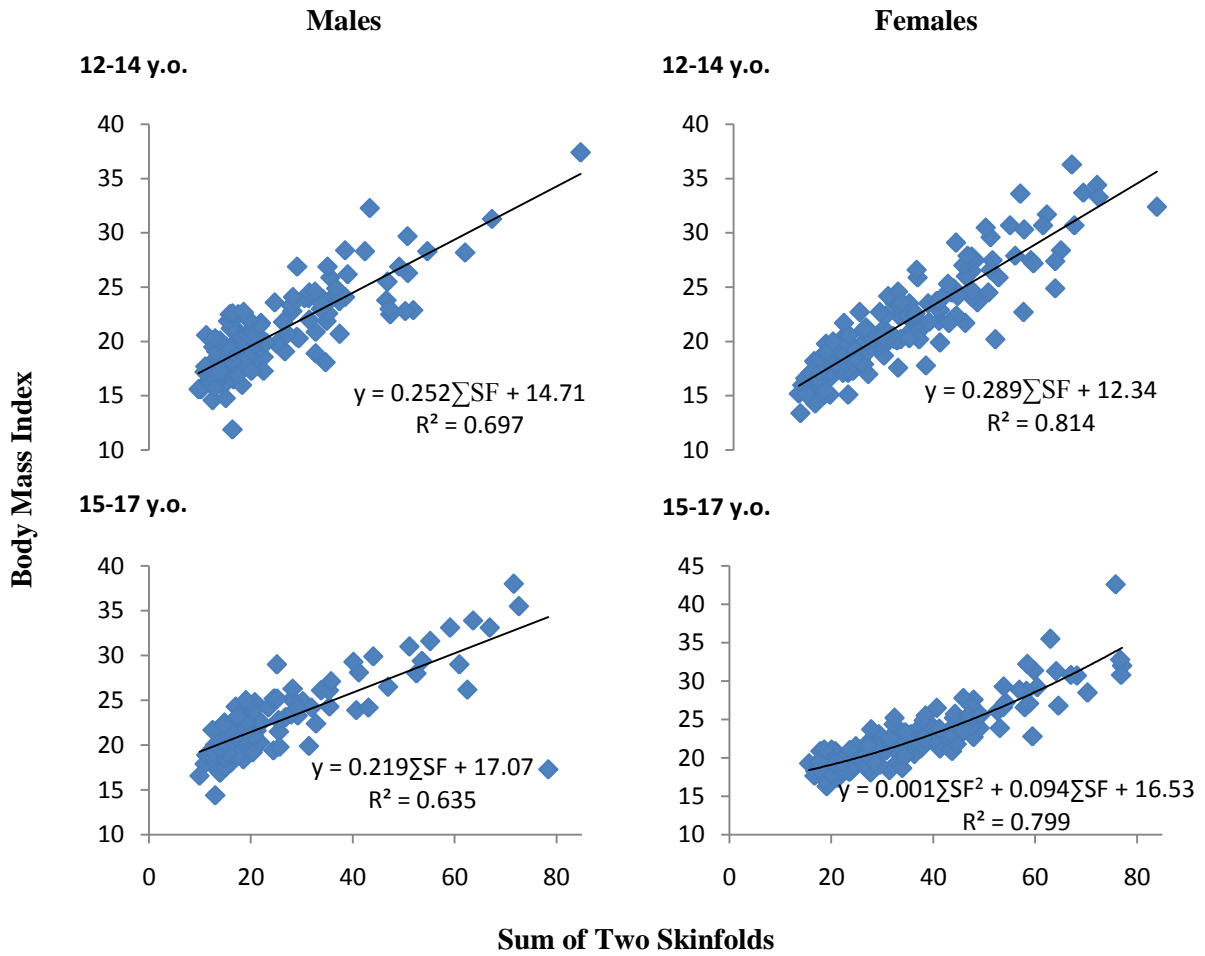 Males
Females
12-14 y.o.
12-14 y.o.
40
35
30
25
20
15
10
y = 0.252∑SF + 14.71
R² = 0.697
40
35
30
25
20
15
10
y = 0.289∑SF + 12.34
R² = 0.814
Body Mass Index
15-17 y.o.
15-17 y.o.
40
35
30
25
20
15
10
0 20 40 60 80
y = 0.219∑SF + 17.07
R² = 0.635
45
40
35
30
25
20
15
10
0 20 40 60 80
y = 0.001∑SF² + 0.094∑SF + 16.53
R² = 0.799
Sum of Two Skinfolds